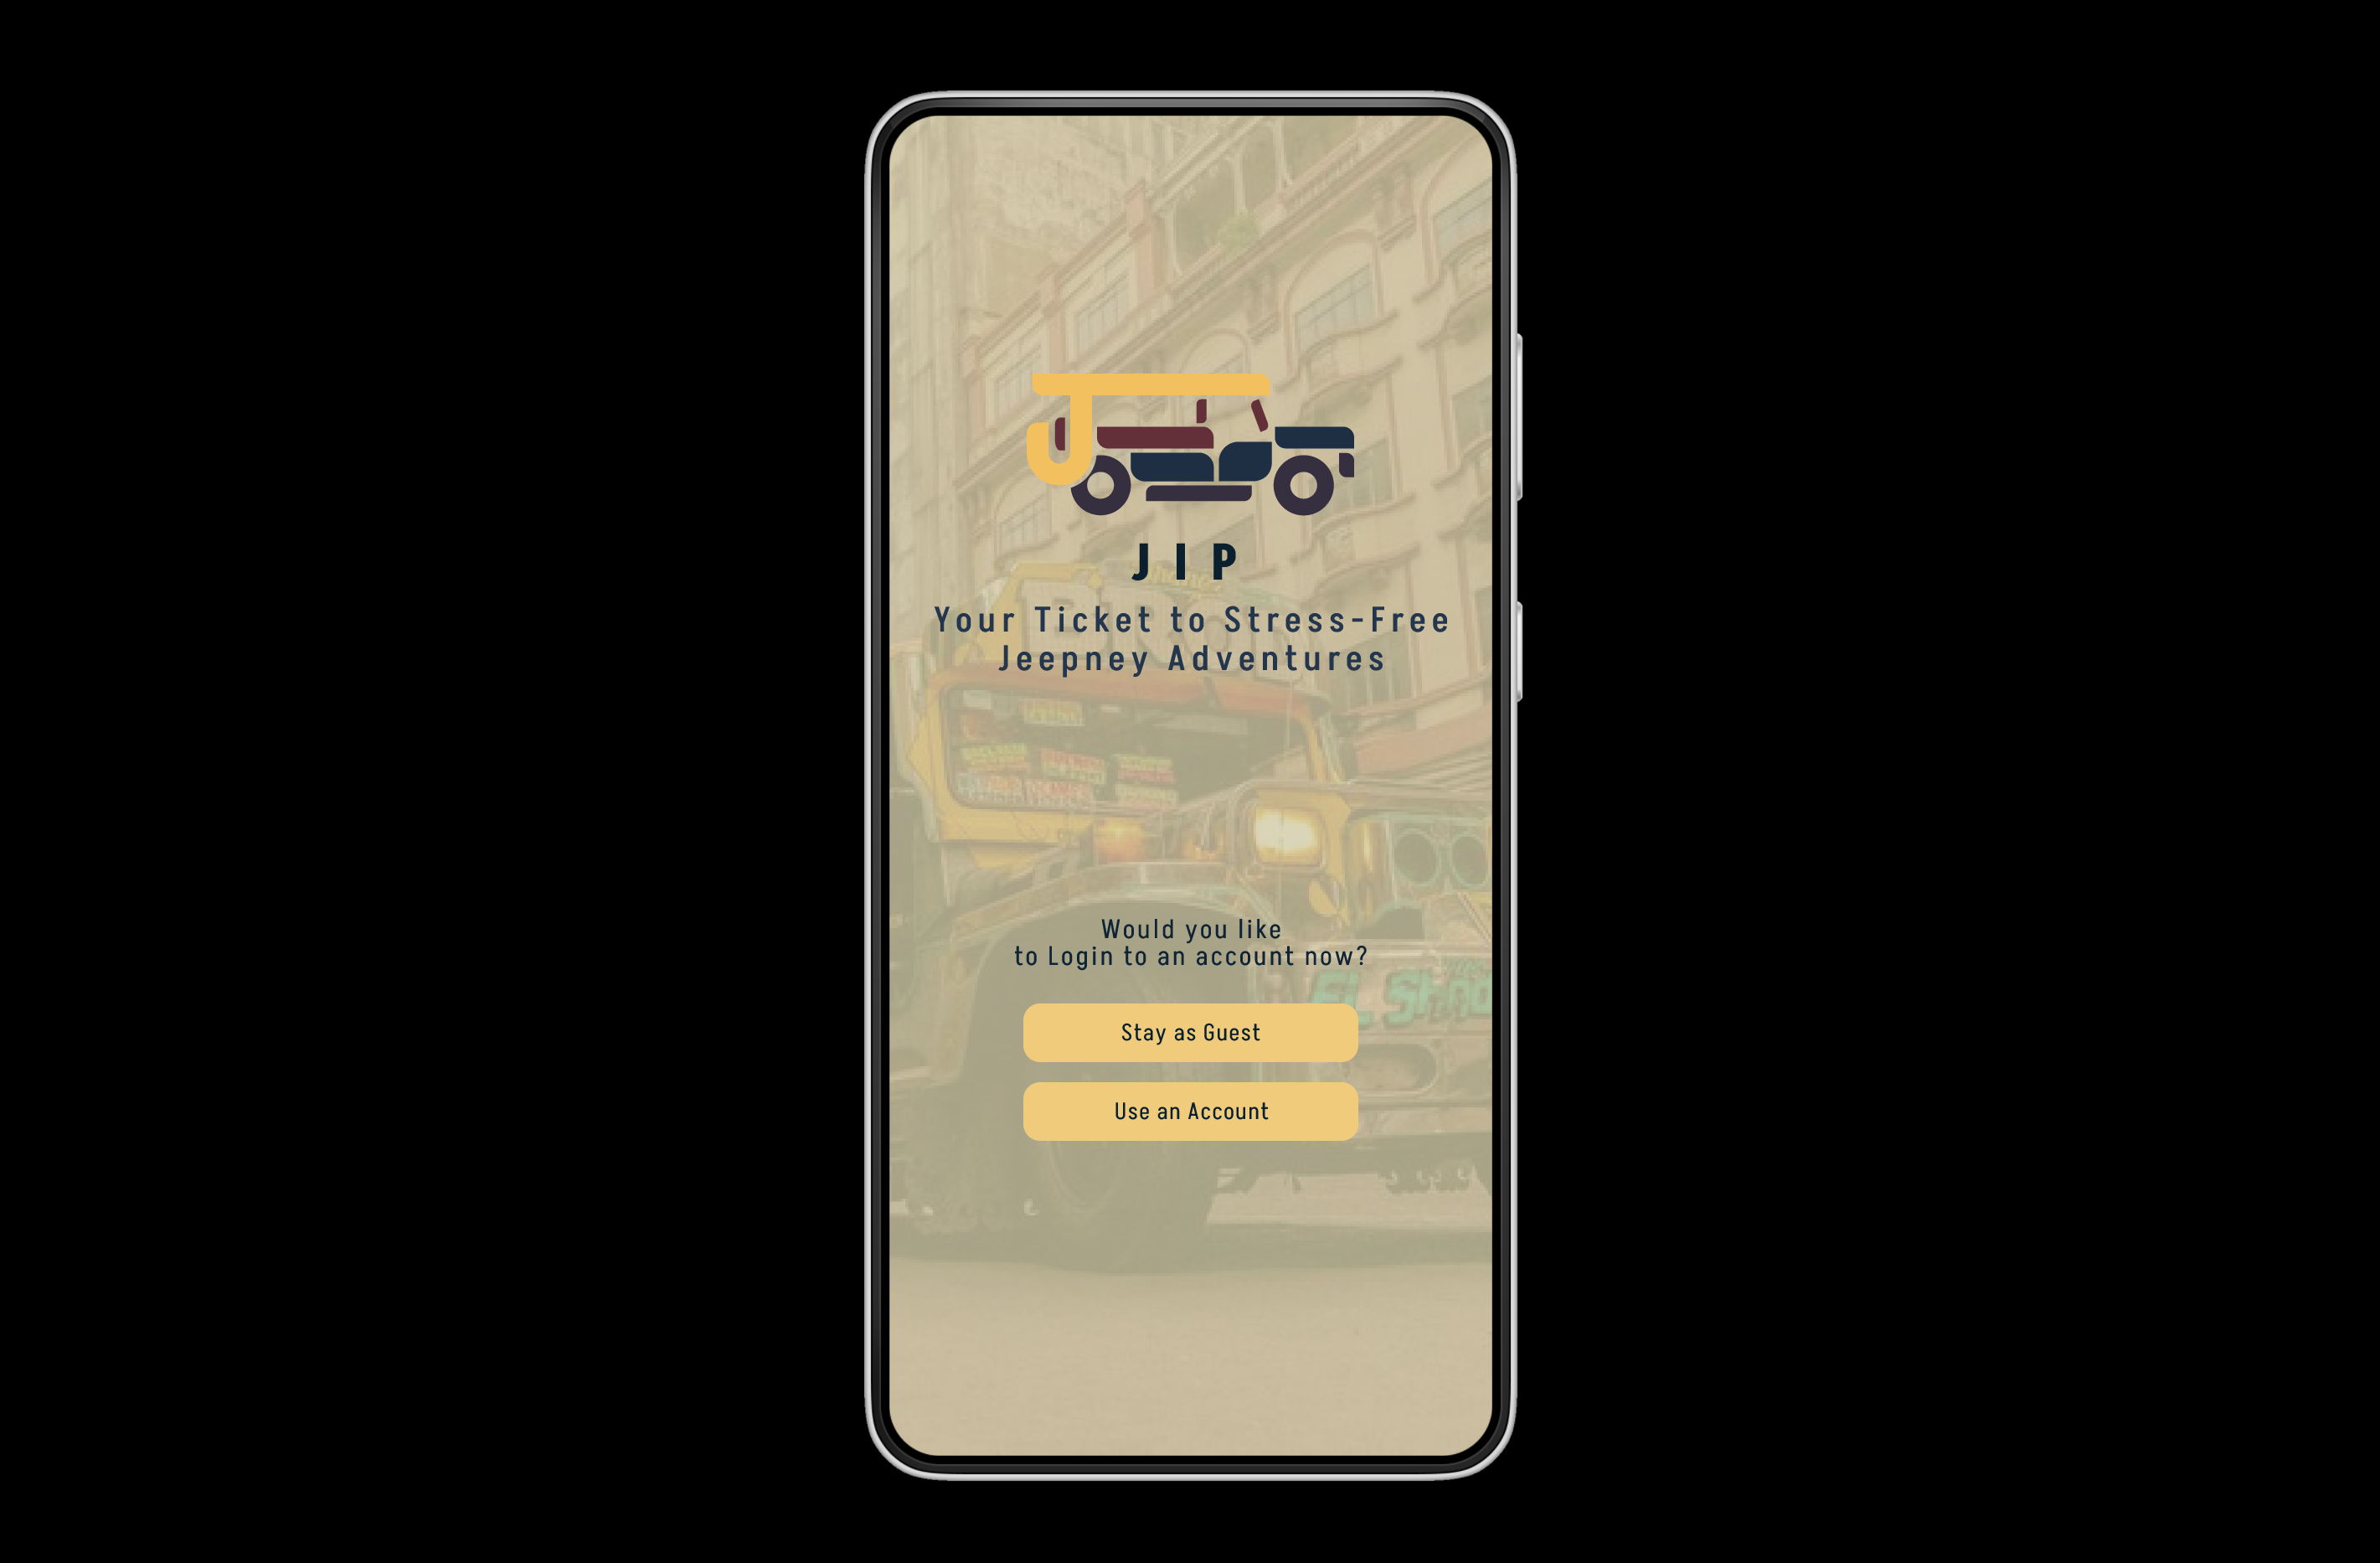 JIP
Your Ticket to Stress-Free
Jeepney Adventures
Would you like
to Login to an account now?
EL
Stay as Guest
Use an Account